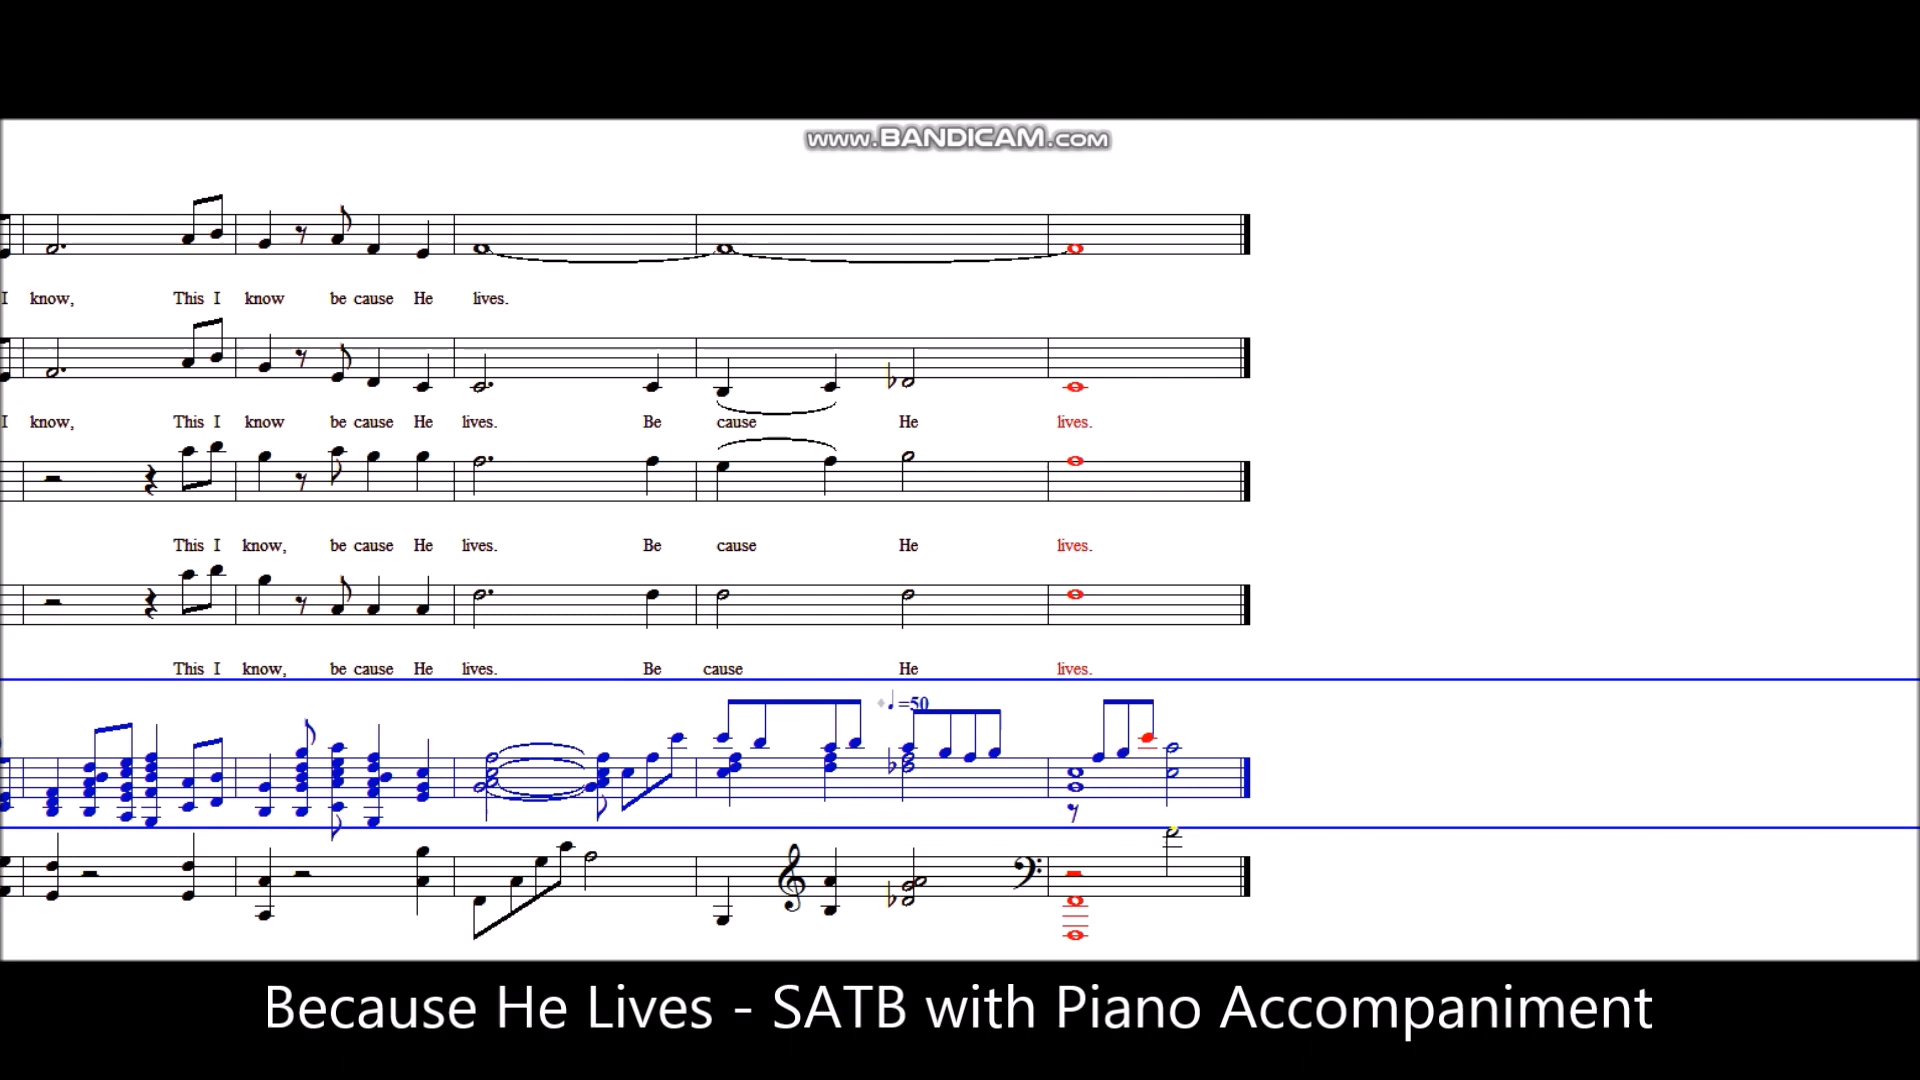 www.BANDICAM.com
I know, This I know be cause He lives.
I know, This I know be cause He lives. Be cause He lives.
This I know, be cause He lives. Be cause He lives.
This I know, be cause He lives. Be cause He lives.
=50
Because He Lives - SATB with Piano Accompaniment